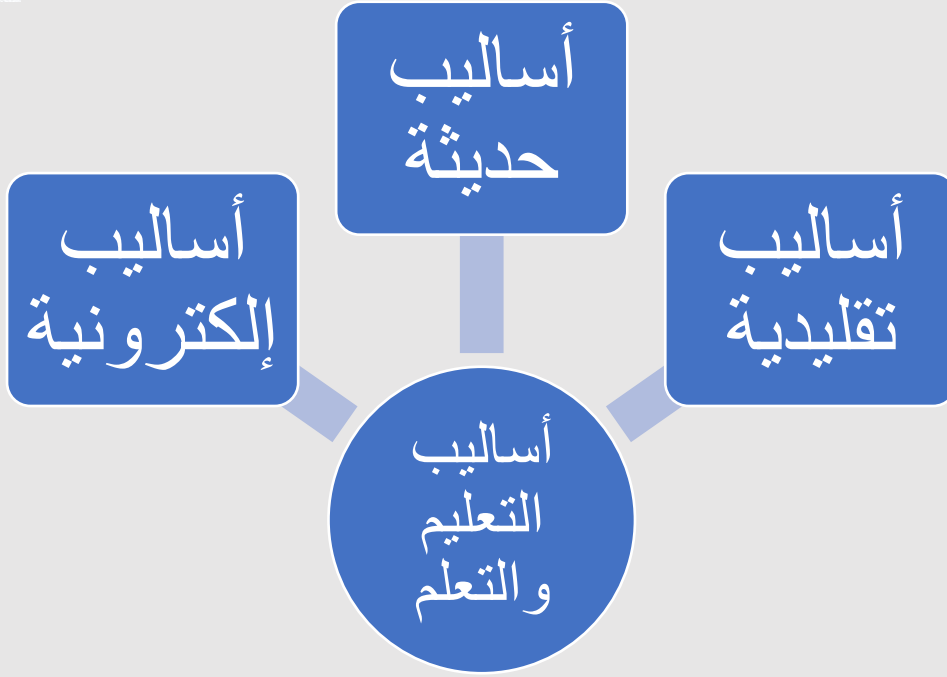 أساليب
حديثة
أساليب
تقليدية
أساليب
إلكترونية
أساليب
التعليم
والتعلم